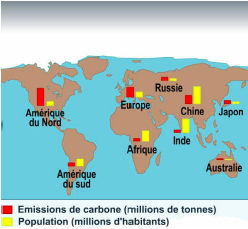 Russie
Amérique
du Nord
Europe
Chine
Japon
Afrique
Inde
Amérique
du sud
Australie
Emissions de carbone (millions de tonnes)
Population (millions d'habitants)